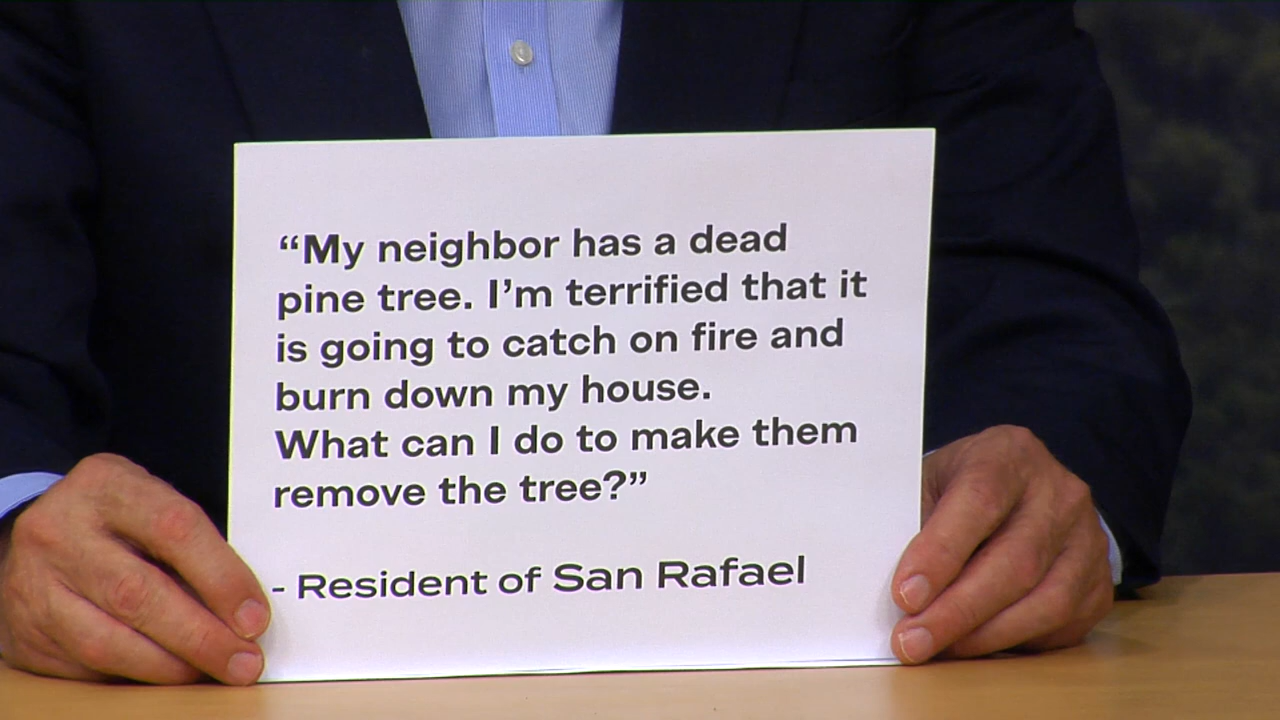 “My neighbor has a dead
pine tree. I’m terrified that it
is going to catch on fire and
burn down my house.
What can I do to make them
remove the tree?”
- Resident of San Rafael